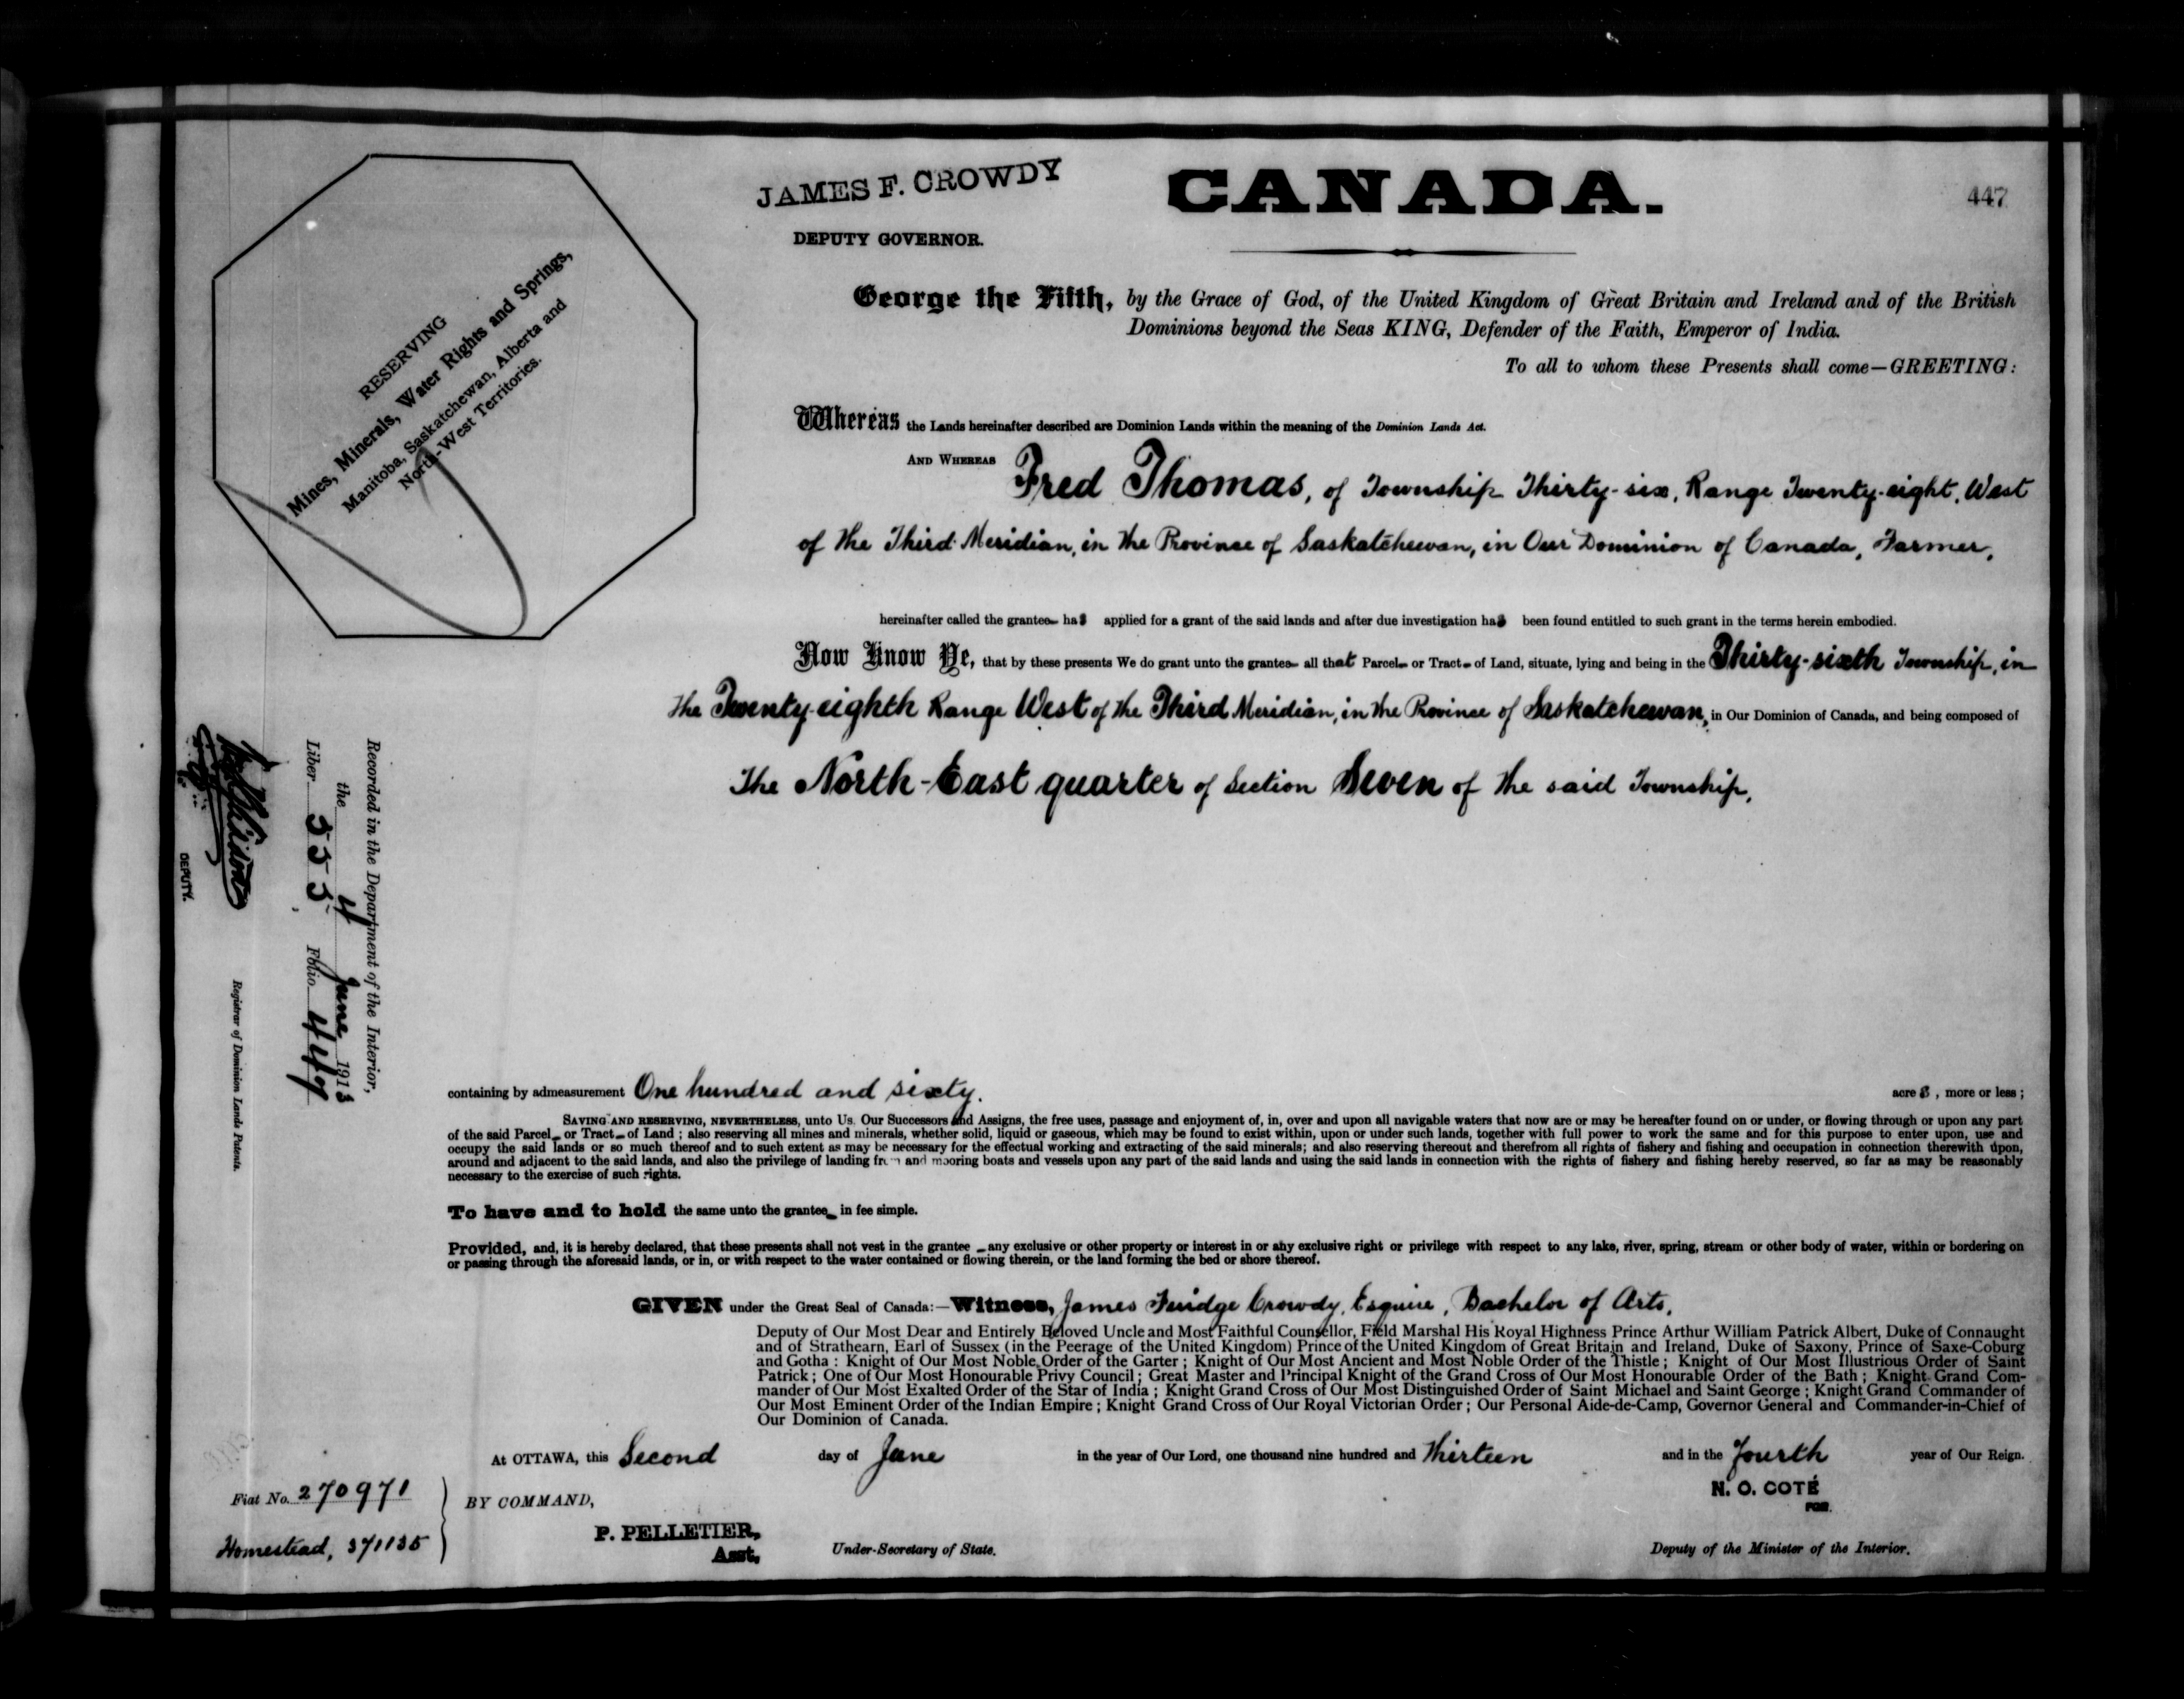 JAMES F. CROWDY
DEPUTY GOVERNOR.
CANADA.
447
RESERVING
Mines, Minerals, Water Rights and Springs,
Manitoba, Saskatchewan, Alberta and
North-West Territories.
George the Fifth, by the Grace of God, of the United Kingdom of Great Britain and Ireland and of the British
Dominions beyond the Seas KING, Defender of the Faith, Emperor of India.
To all to whom these Presents shall come—GREETING:
Whereas the Lands hereinafter described are Dominion Lands within the meaning of the Dominion Lands Act.
AND WHEREAS Fred Thomas, of Township Thirty-six, Range Twenty-eight, West
of the Third Meridian, in the Province of Saskatchewan, in Our Dominion of Canada, Farmer,
hereinafter called the grantee has applied for a grant of the said lands and after due investigation has been found entitled to such grant in the terms herein embodied.
Now Know Ye, that by these presents We do grant unto the grantee all that Parcel or Tract of Land, situate, lying and being in the Thirty-sixth Township, in
the Twenty-eighth Range West of the Third Meridian, in the Province of Saskatchewan, in Our Dominion of Canada, and being composed of
The North-East quarter of Section Seven of the said Township,
Recorded in the Department of the Interior,
the 4 June 1913
Liber 555 Folio 447
Registrar of Dominion Lands Patents.
DEPUTY.
containing by admeasurement One hundred and sixty. acres, more or less;
SAVING AND RESERVING, NEVERTHELESS, unto Us. Our Successors and Assigns, the free uses, passage and enjoyment of, in, over and upon all navigable waters that now are or may be hereafter found on or under, or flowing through or upon any part
of the said Parcel or Tract of Land; also reserving all mines and minerals, whether solid, liquid or gaseous, which may be found to exist within, upon or under such lands, together with full power to work the same and for this purpose to enter upon, use and
occupy the said lands or so much thereof and to such extent as may be necessary for the effectual working and extracting of the said minerals; and also reserving thereout and therefrom all rights of fishery and fishing and occupation in connection therewith upon,
around and adjacent to the said lands, and also the privilege of landing from and mooring boats and vessels upon any part of the said lands and using the said lands in connection with the rights of fishery and fishing hereby reserved, so far as may be reasonably
necessary to the exercise of such rights.
To have and to hold the same unto the grantee in fee simple.
Provided, and, it is hereby declared, that these presents shall not vest in the grantee any exclusive or other property or interest in or any exclusive right or privilege with respect to any lake, river, spring, stream or other body of water, within or bordering on
or passing through the aforesaid lands, or in, or with respect to the water contained or flowing therein, or the land forming the bed or shore thereof.
GIVEN under the Great Seal of Canada:—Witness, James Crowdy, Esquire, Bachelor of Arts,
Deputy of Our Most Dear and Entirely Beloved Uncle and Most Faithful Counsellor, Field Marshal His Royal Highness Prince Arthur William Patrick Albert, Duke of Connaught
and of Strathearn, Earl of Sussex (in the Peerage of the United Kingdom) Prince of the United Kingdom of Great Britain and Ireland, Duke of Saxony, Prince of Saxe-Coburg
and Gotha: Knight of Our Most Noble Order of the Garter; Knight of Our Most Ancient and Most Noble Order of the Thistle; Knight of Our Most Illustrious Order of Saint
Patrick; One of Our Most Honourable Privy Council; Great Master and Principal Knight of the Grand Cross of Our Most Honourable Order of the Bath; Knight Grand Com-
mander of Our Most Exalted Order of the Star of India; Knight Grand Cross of Our Most Distinguished Order of Saint Michael and Saint George; Knight Grand Commander of
Our Most Eminent Order of the Indian Empire; Knight Grand Cross of Our Royal Victorian Order; Our Personal Aide-de-Camp, Governor General and Commander-in-Chief of
Our Dominion of Canada.
At OTTAWA, this Second day of June in the year of Our Lord, one thousand nine hundred and Thirteen and in the fourth year of Our Reign.
Fiat No. 270971
Homestead, 371135
BY COMMAND,
P. PELLETIER,
Asst.
Under-Secretary of State.
N. O. COTÉ
FOR
Deputy of the Minister of the Interior.